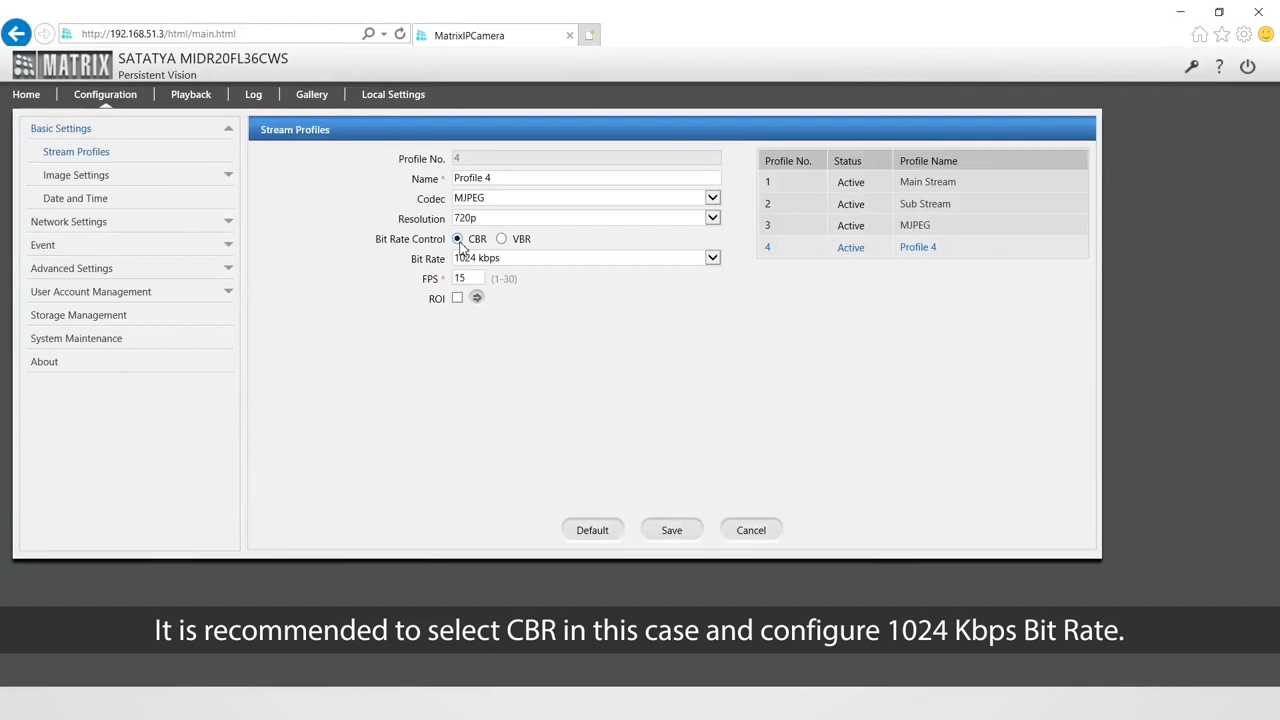 http://192.168.51.3/html/main.html
MatrixIPCamera
MATRIX
SATATYA MIDR20FL36CWS
Persistent Vision
Home
Configuration
Playback
Log
Gallery
Local Settings
Basic Settings
Stream Profiles
Image Settings
Date and Time
Network Settings
Event
Advanced Settings
User Account Management
Storage Management
System Maintenance
About
Stream Profiles
Profile No. 4
Name * Profile 4
Codec MJPEG
Resolution 720p
Bit Rate Control CBR VBR
Bit Rate 1024 kbps
FPS * 15 (1-30)
ROI
Profile No. Status Profile Name
1 Active Main Stream
2 Active Sub Stream
3 Active MJPEG
4 Active Profile 4
Default Save Cancel
It is recommended to select CBR in this case and configure 1024 Kbps Bit Rate.